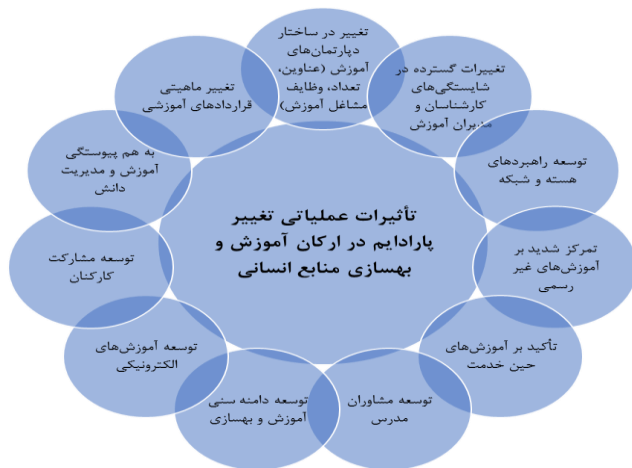 تأثیرات عملیاتی تغییر
پارادایم در ارکان آموزش و
بهسازی منابع انسانی
تغییر در ساختار
دپارتمان‌های
آموزش (عناوین،
تعداد، وظایف
مشاغل آموزش)
تغییرات گسترده در
شایستگی‌های
کارشناسان و
مدیران آموزش
توسعه راهبردهای
هسته و شبکه
تمرکز شدید بر
آموزش‌های غیر
رسمی
تأکید بر آموزش‌های
حین خدمت
توسعه مشاوران
مدرس
توسعه دامنه سنی
آموزش و بهسازی
توسعه آموزش‌های
الکترونیکی
توسعه مشارکت
کارکنان
به هم پیوستگی
آموزش و مدیریت
دانش
تغییر ماهیتی
قراردادهای آموزشی